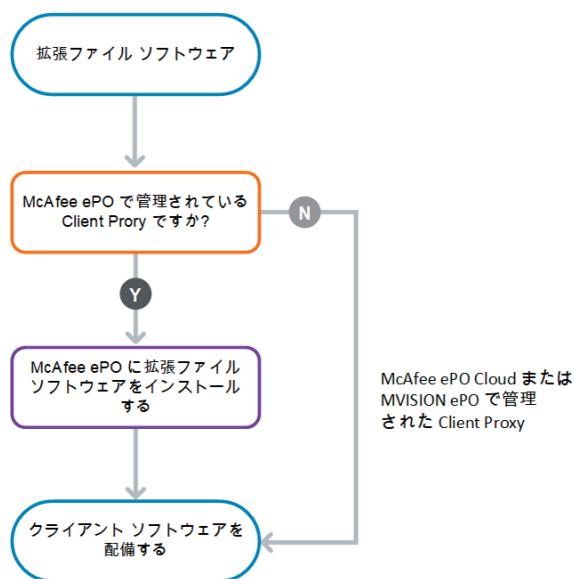 拡張ファイル ソフトウェア
McAfee ePO で管理されている
Client Prory ですか?
N
Y
McAfee ePO に拡張ファイル
ソフトウェアをインストール
する
McAfee ePO Cloud または
MVISION ePO で管理
された Client Proxy
クライアント ソフトウェアを
配備する